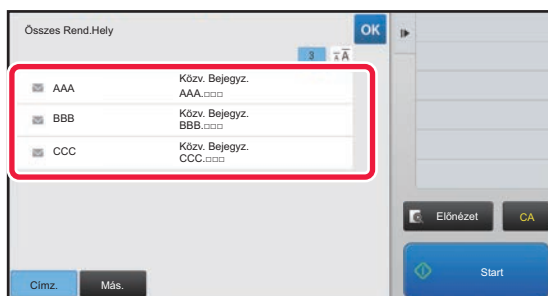 Összes Rend.Hely
OK
3
AAA
Közv. Bejegyz.
AAA.□□□
BBB
Közv. Bejegyz.
BBB.□□□
CCC
Közv. Bejegyz.
CCC.□□□
Előnézet
CA
Start
Címz.
Más.